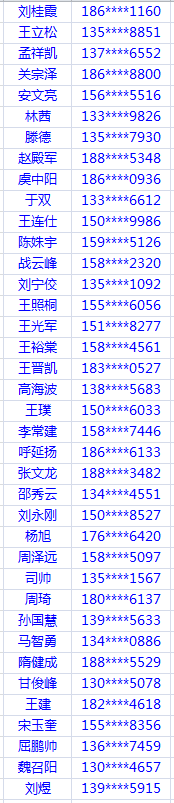 刘桂霞 186****1160
王立松 135****8851
孟祥凯 137****6552
关宗泽 186****8800
安文亮 156****5516
林茜 133****9826
滕德 135****7930
赵殿军 188****5348
虞中阳 186****0936
于双 133****6612
王连仕 150****9986
陈姝宇 159****5126
战云峰 158****2320
刘宁佼 135****1092
王照桐 155****6056
王光军 151****8277
王裕棠 158****4561
王晋凯 183****0527
高海波 138****5683
王璞 150****6033
李常建 158****7446
呼延扬 186****6133
张文龙 188****3482
邵秀云 134****4551
刘永刚 150****8527
杨旭 176****6420
周泽远 158****5097
司帅 135****1567
周琦 180****6137
孙国慧 139****5633
马智勇 134****0886
隋健成 188****5529
甘俊峰 130****5078
王建 182****4618
宋玉奎 155****8356
屈鹏帅 136****7459
魏召阳 130****4657
刘煜 139****5915